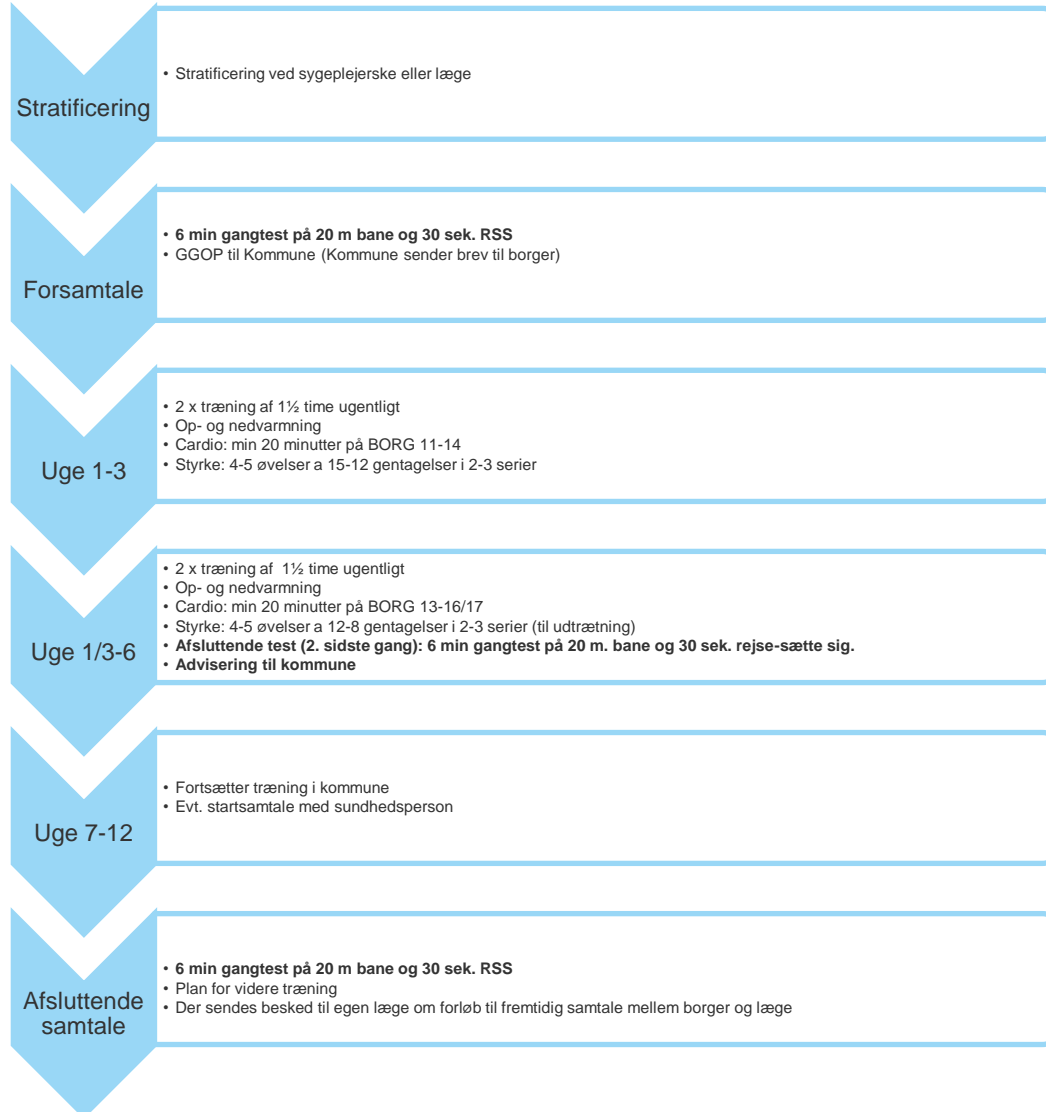 Stratificering
• Stratificering ved sygeplejerske eller læge
Forsamtale
• 6 min gangtest på 20 m bane og 30 sek. RSS
• GGOP til Kommune (Kommune sender brev til borger)
Uge 1-3
• 2 x træning af 1½ time ugentligt
• Op- og nedvarmning
• Cardio: min 20 minutter på BORG 11-14
• Styrke: 4-5 øvelser a 15-12 gentagelser i 2-3 serier
Uge 1/3-6
• 2 x træning af 1½ time ugentligt
• Op- og nedvarmning
• Cardio: min 20 minutter på BORG 13-16/17
• Styrke: 4-5 øvelser a 12-8 gentagelser i 2-3 serier (til udtrætning)
• Afsluttende test (2. sidste gang): 6 min gangtest på 20 m. bane og 30 sek. rejse-sætte sig.
• Advisering til kommune
Uge 7-12
• Fortsætter træning i kommune
• Evt. startsamtale med sundhedsperson
Afsluttende
samtale
• 6 min gangtest på 20 m bane og 30 sek. RSS
• Plan for videre træning
• Der sendes besked til egen læge om forløb til fremtidig samtale mellem borger og læge